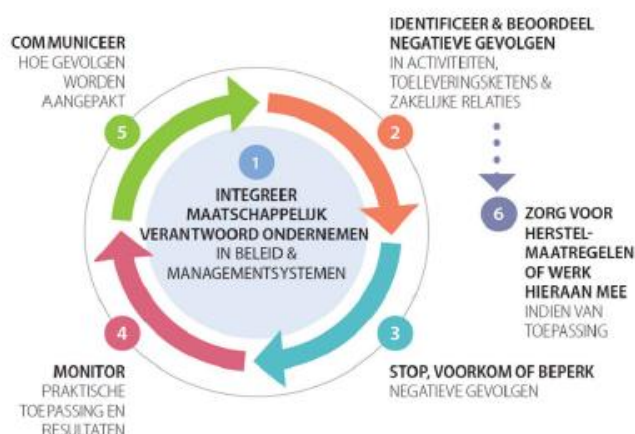 COMMUNICEER
HOE GEVOLGEN
WORDEN
AANGEPAKT
5
IDENTIFICEER & BEOORDEEL
NEGATIEVE GEVOLGEN
IN ACTIVITEITEN,
TOELEVERINGSKETENS &
ZAKELIJKE RELATIES
2
1
INTEGREER
MAATSCHAPPELIJK
VERANTWOORD ONDERNEMEN
IN BELEID &
MANAGEMENTSYSTEMEN
6
ZORG VOOR
HERSTEL-
MAATREGELEN
OF WERK
HIERAAN MEE
INDIEN VAN
TOEPASSING
4
MONITOR
PRAKTISCHE
TOEPASSING EN
RESULTATEN
3
STOP, VOORKOM OF BEPERK
NEGATIEVE GEVOLGEN